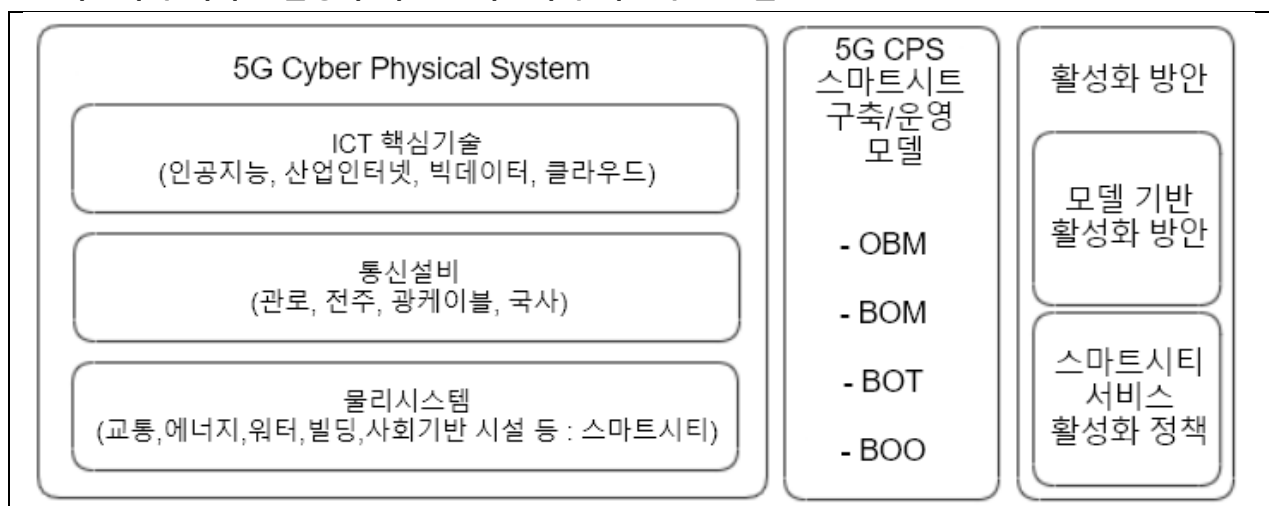 5G Cyber Physical System
ICT 핵심기술
(인공지능, 산업인터넷, 빅데이터, 클라우드)
통신설비
(관로, 전주, 광케이블, 국사)
물리시스템
(교통,에너지,워터,빌딩,사회기반 시설 등 : 스마트시티)
5G CPS
스마트시트
구축/운영
모델
- OBM
- BOM
- BOT
- BOO
활성화 방안
모델 기반
활성화 방안
스마트시티
서비스
활성화 정책